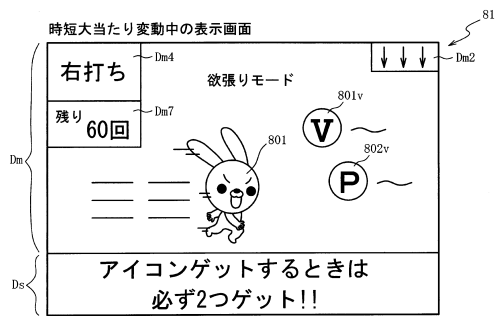 時短大当たり変動中の表示画面
81
右打ち
Dm4
Dm2
残り
60回
Dm7
欲張りモード
801v
V
801
802v
P
Dm
アイコンゲットするときは
必ず2つゲット!!
Ds